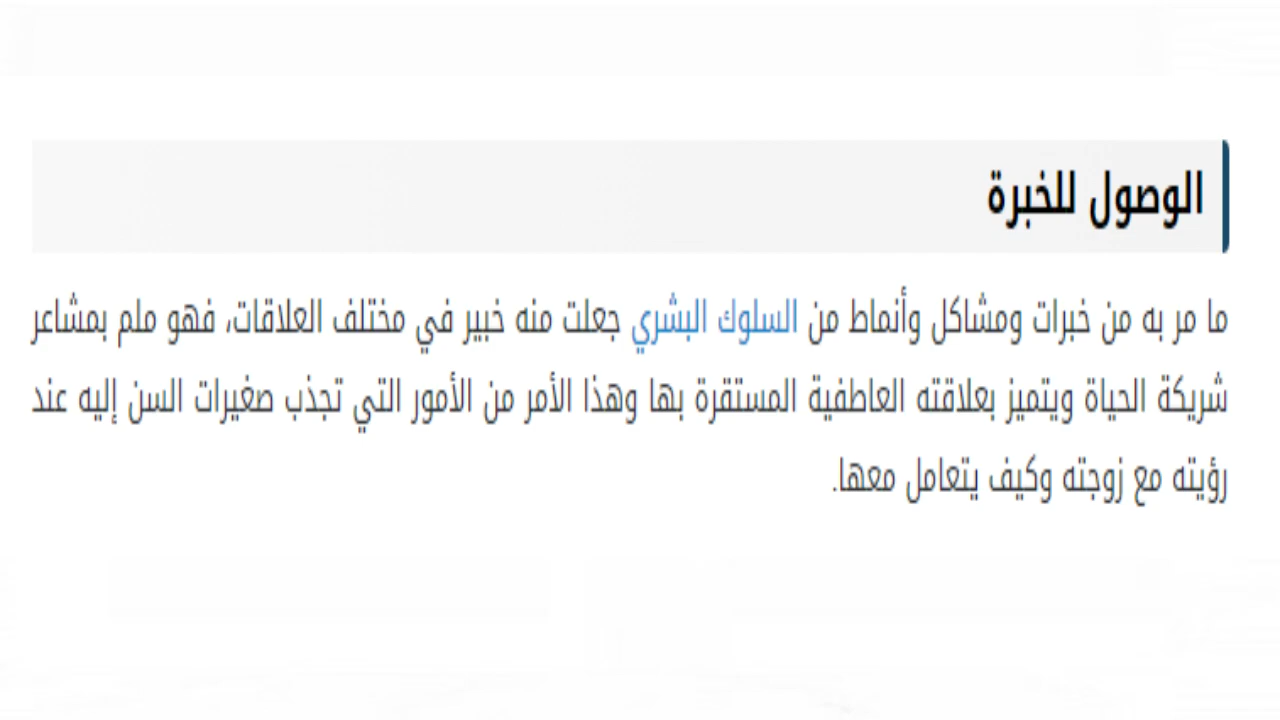 الوصول للخبرة
ما مر به من خبرات ومشاكل وأنماط من السلوك البشري جعلت منه خبير في مختلف العلاقات، فهو ملم بمشاعر
شريكة الحياة ويتميز بعلاقته العاطفية المستقرة بها وهذا الأمر من الأمور التي تجذب صغيرات السن إليه عند
رؤيته مع زوجته وكيف يتعامل معها.